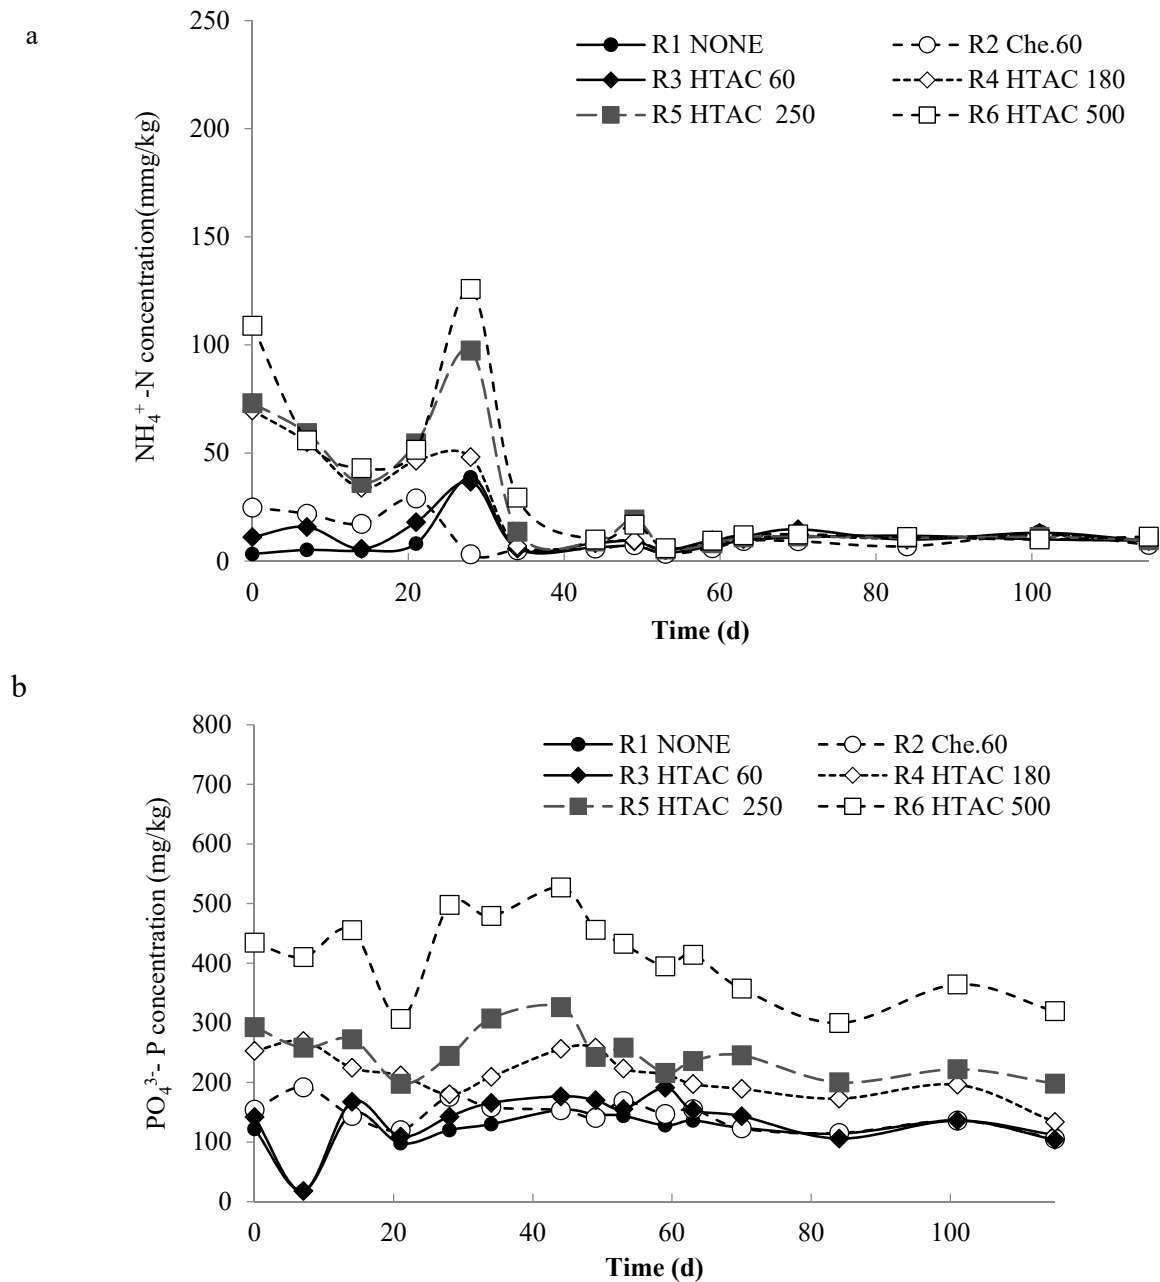 a
250
200
150
100
50
0
NH₄⁺ -N concentration(mmg/kg)
R1 NONE R2 Che.60
R3 HTAC 60 R4 HTAC 180
R5 HTAC 250 R6 HTAC 500
0 20 40 60 80 100
Time (d)
b
800
700
600
500
400
300
200
100
0
PO₄³⁻- P concentration (mg/kg)
R1 NONE R2 Che.60
R3 HTAC 60 R4 HTAC 180
R5 HTAC 250 R6 HTAC 500
0 20 40 60 80 100
Time (d)